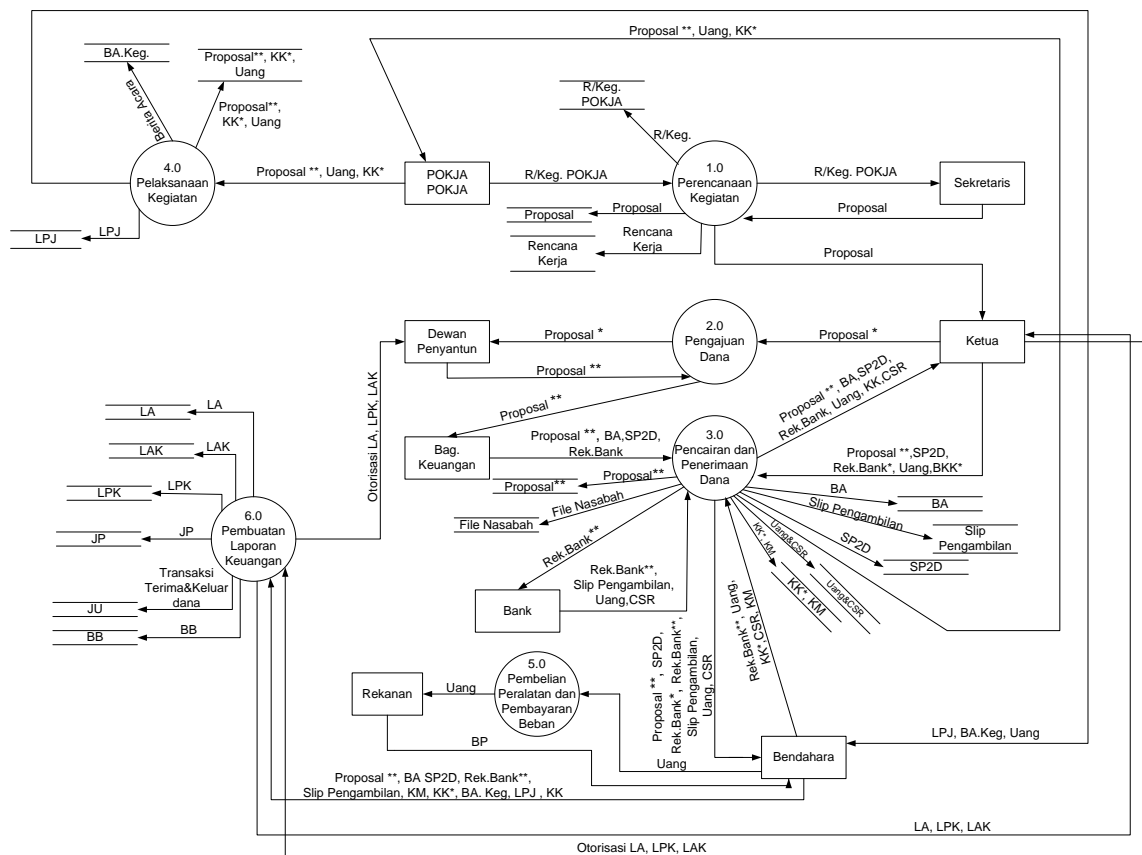 Proposal **, Uang, KK*
BA.Keg.
Proposal**, KK*,
Uang
Berita Acara
Proposal**,
KK*, Uang
R/Keg.
POKJA
R/Keg.
4.0
Pelaksanaan
Kegiatan
Proposal **, Uang, KK*
POKJA
POKJA
R/Keg. POKJA
1.0
Perencanaan
Kegiatan
R/Keg. POKJA
Sekretaris
Proposal
Proposal
Proposal
LPJ
LPJ
Rencana
Kerja
Rencana
Kerja
Proposal
Dewan
Penyantun
Proposal *
2.0
Pengajuan
Dana
Proposal *
Ketua
Proposal **
Otorisasi LA, LPK, LAK
Proposal **
Proposal **, BA,SP2D,
Rek.Bank, Uang, KK,CSR
LA
LA
Bag.
Keuangan
Proposal **, BA,SP2D,
Rek.Bank
3.0
Pencairan dan
Penerimaan
Dana
Proposal **,SP2D,
Rek.Bank*, Uang,BKK*
LAK
LAK
Proposal**
Proposal**
BA
BA
LPK
LPK
File Nasabah
File Nasabah
Slip Pengambilan
Slip
Pengambilan
6.0
Pembuatan
Laporan
Keuangan
JP
JP
Rek.Bank**
SP2D
SP2D
KK*, KM
Uang&CSR
KK*, KM
Uang&CSR
Transaksi
Terima&Keluar
dana
JU
Rek.Bank**,
Slip Pengambilan,
Uang,CSR
Bank
BB
BB
Proposal **, SP2D,
Rek.Bank*, Rek.Bank**,
Slip Pengambilan,
Uang, CSR
Rek.Bank**, Uang,
KK*,CSR, KM
Rekanan
Uang
5.0
Pembelian
Peralatan dan
Pembayaran
Beban
BP
Uang
Bendahara
LPJ, BA.Keg, Uang
Proposal **, BA SP2D, Rek.Bank**,
Slip Pengambilan, KM, KK*, BA. Keg, LPJ , KK
LA, LPK, LAK
Otorisasi LA, LPK, LAK